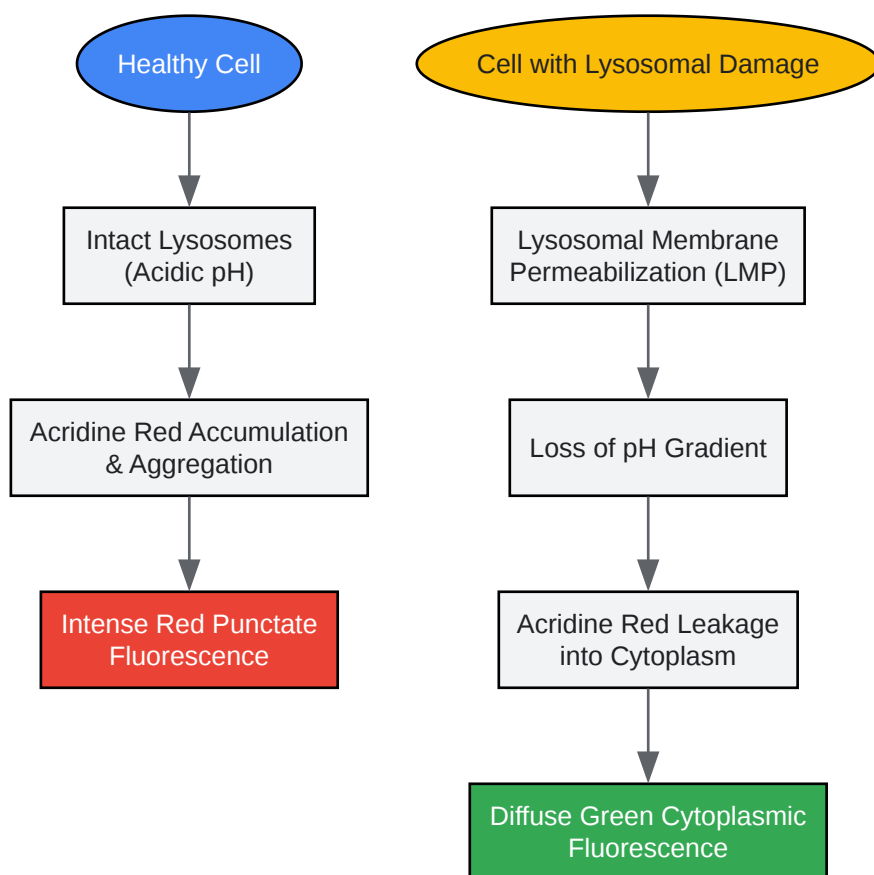 Healthy Cell
Intact Lysosomes
(Acidic pH)
Acridine Red Accumulation
& Aggregation
Intense Red Punctate
Fluorescence
Cell with Lysosomal Damage
Lysosomal Membrane
Permeabilization (LMP)
Loss of pH Gradient
Acridine Red Leakage
into Cytoplasm
Diffuse Green Cytoplasmic
Fluorescence